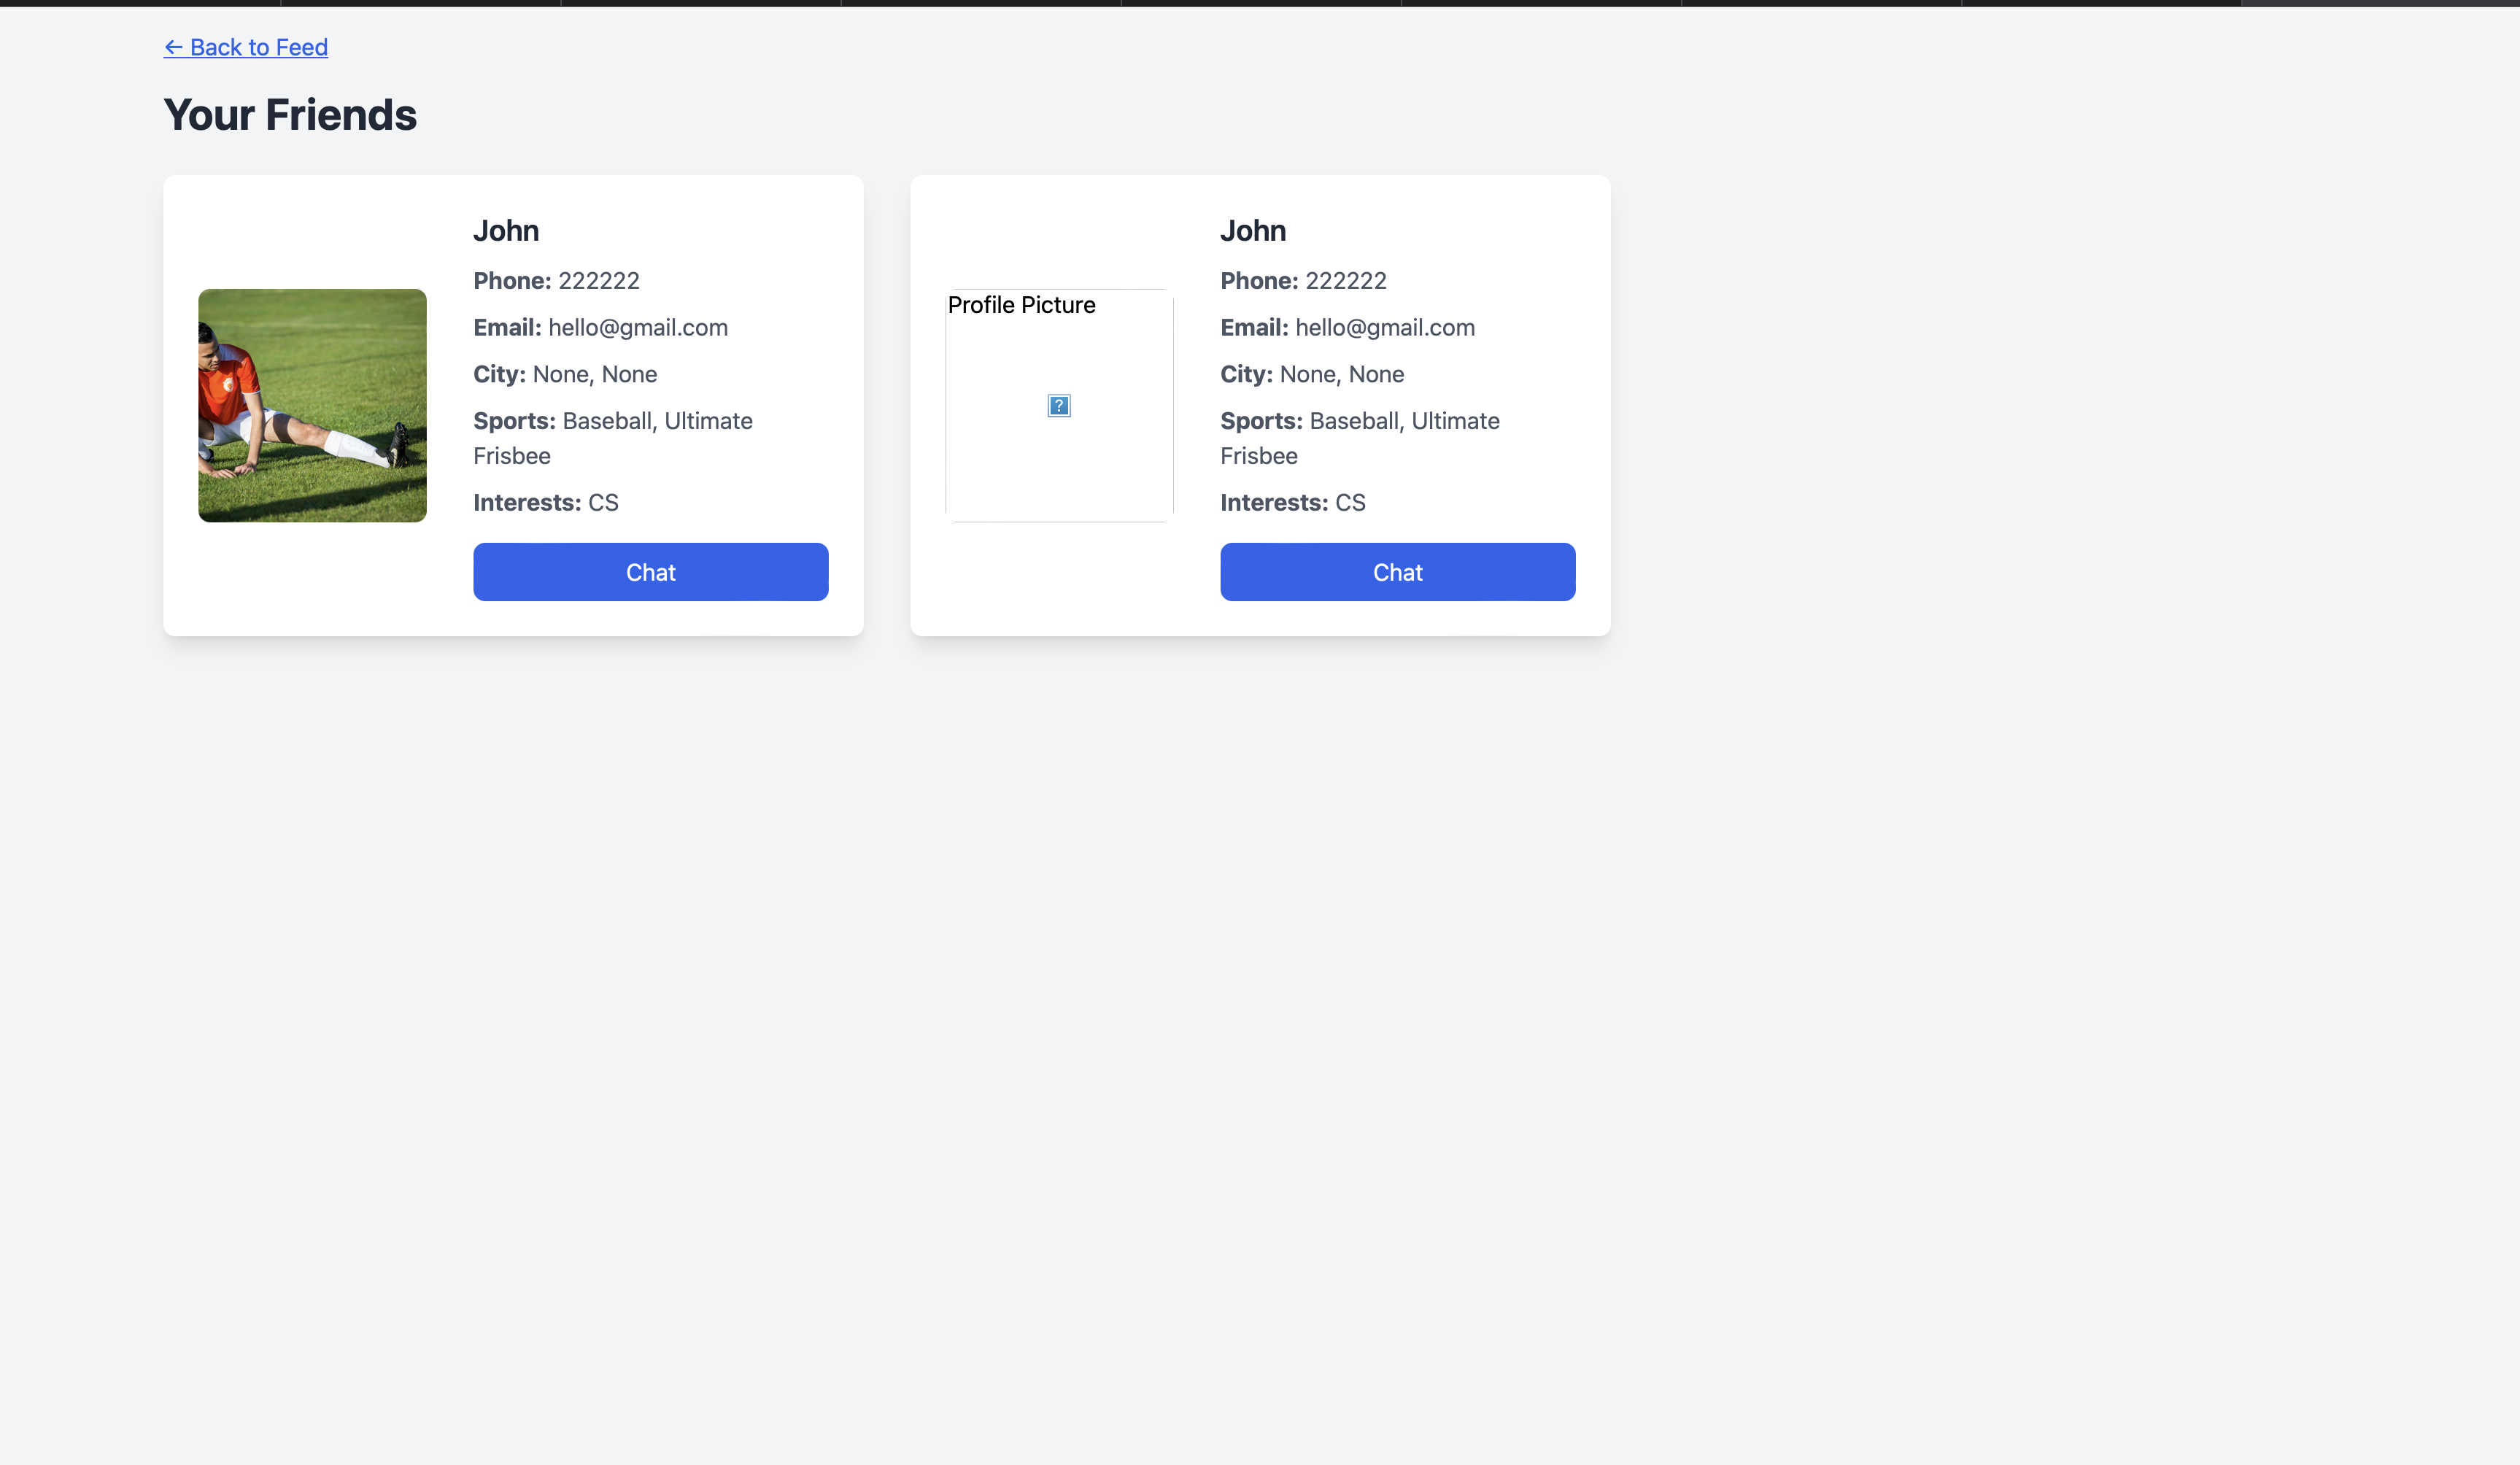 ← Back to Feed
Your Friends
John
Phone: 222222
Email: hello@gmail.com
City: None, None
Sports: Baseball, Ultimate
Frisbee
Interests: CS
Chat
Profile Picture
?
John
Phone: 222222
Email: hello@gmail.com
City: None, None
Sports: Baseball, Ultimate
Frisbee
Interests: CS
Chat